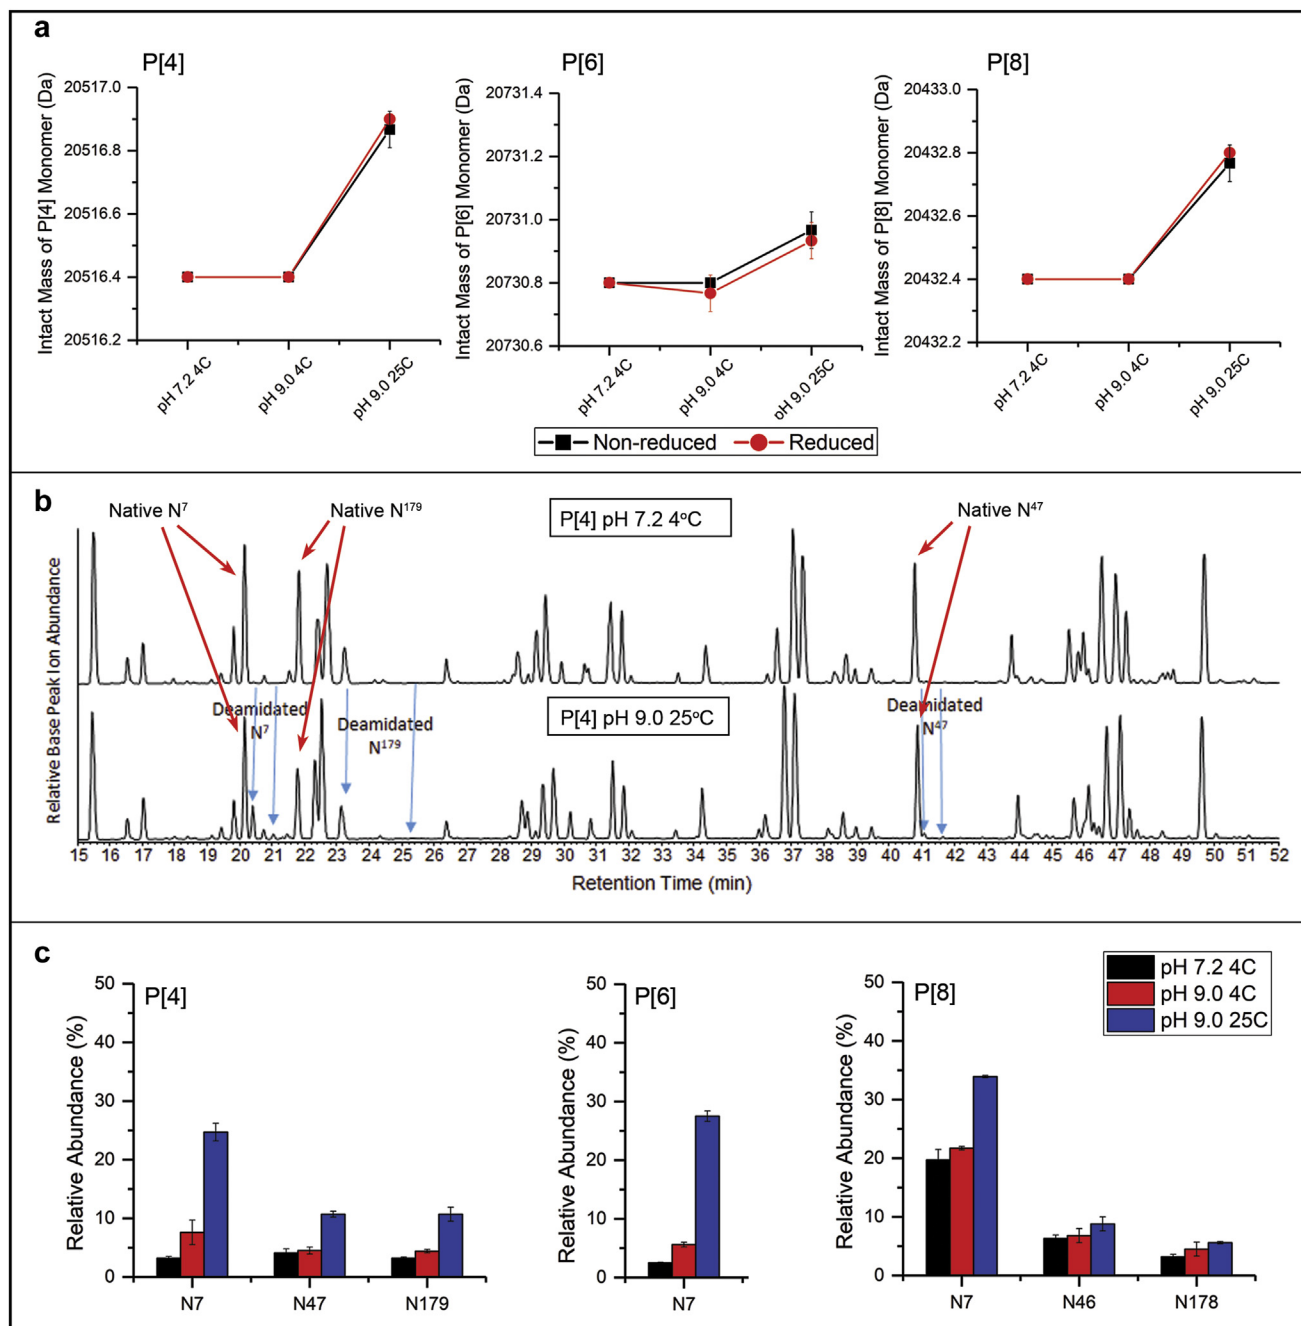 a
P[4]
P[6]
P[8]
Intact Mass of P[4] Monomer (Da)
20517.0
20516.8
20516.6
20516.4
20516.2
pH 7.2 4C
pH 9.0 4C
pH 9.0 25C
Intact Mass of P[6] Monomer (Da)
20731.4
20731.2
20731.0
20730.8
20730.6
pH 7.2 4C
pH 9.0 4C
oH 9.0 25C
Intact Mass of P[8] Monomer (Da)
20433.0
20432.8
20432.6
20432.4
20432.2
pH 7.2 4C
pH 9.0 4C
pH 9.0 25C
Non-reduced Reduced
b
Native N7
Native N179
P[4] pH 7.2 4oC
Native N47
Relative Base Peak Ion Abundance
Deamidated
N7
Deamidated
N179
P[4] pH 9.0 25oC
Deamidated
N47
15 16 17 18 19 20 21 22 23 24 25 26 27 28 29 30 31 32 33 34 35 36 37 38 39 40 41 42 43 44 45 46 47 48 49 50 51 52
Retention Time (min)
c
P[4]
Relative Abundance (%)
50
40
30
20
10
0
N7 N47 N179
P[6]
Relative Abundance (%)
50
40
30
20
10
0
N7
P[8]
Relative Abundance (%)
50
40
30
20
10
0
N7 N46 N178
pH 7.2 4C
pH 9.0 4C
pH 9.0 25C